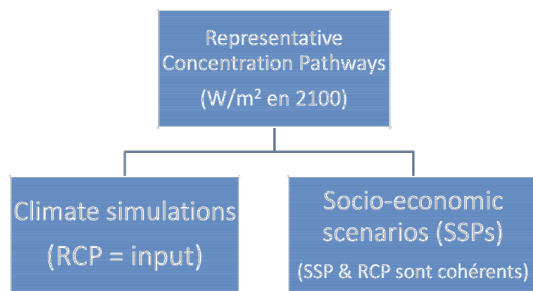 Representative
Concentration Pathways
(W/m² en 2100)
Climate simulations
(RCP = input)
Socio-economic
scenarios (SSPs)
(SSP & RCP sont cohérents)